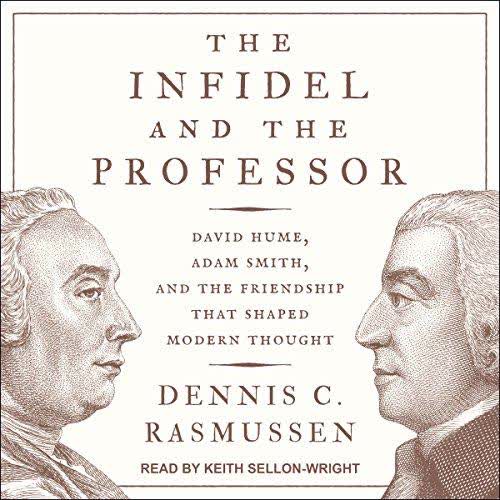 THE
INFIDEL
AND THE
PROFESSOR
DAVID HUME,
ADAM SMITH,
AND THE FRIENDSHIP
THAT SHAPED
MODERN THOUGHT
DENNIS C.
RASMUSSEN
READ BY KEITH SELLON-WRIGHT